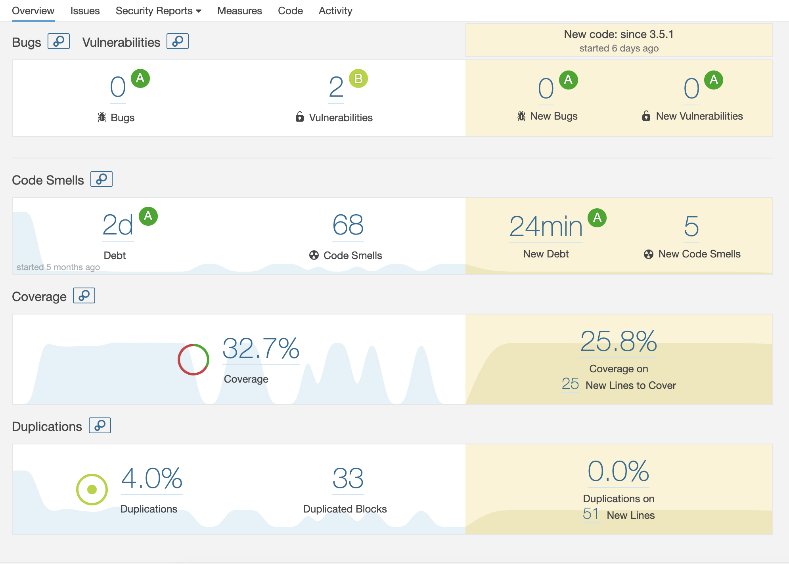 Overview Issues Security Reports Measures Code Activity
Bugs Vulnerabilities
New code: since 3.5.1
started 6 days ago
0 A
Bugs
2 B
Vulnerabilities
0 A
New Bugs
0 A
New Vulnerabilities
Code Smells
2d A
Debt
started 5 months ago
68
Code Smells
24min A
New Debt
5
New Code Smells
Coverage
32.7%
Coverage
25.8%
Coverage on
25 New Lines to Cover
Duplications
4.0%
Duplications
33
Duplicated Blocks
0.0%
Duplications on
51 New Lines